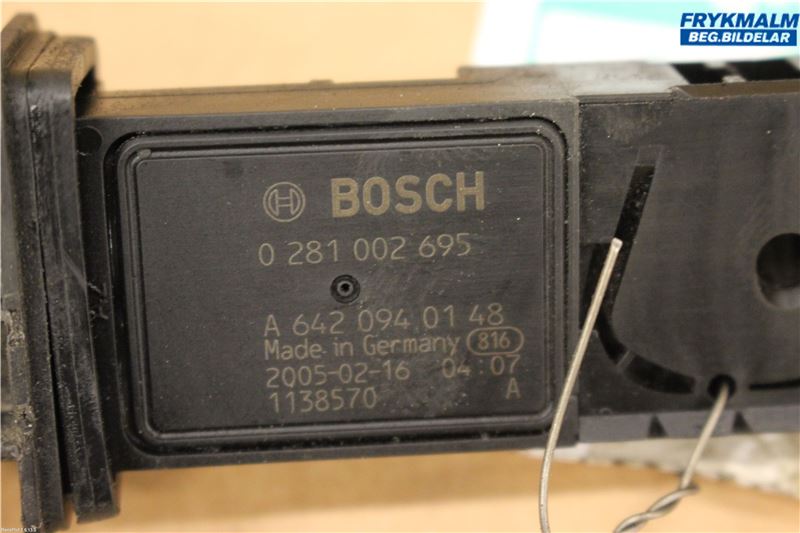 FRYKMALM
BEG.BILDELAR
BOSCH
0 281 002 695
A 642 094 01 48
Made in Germany 816
2005-02-16 04:07
1138570 A